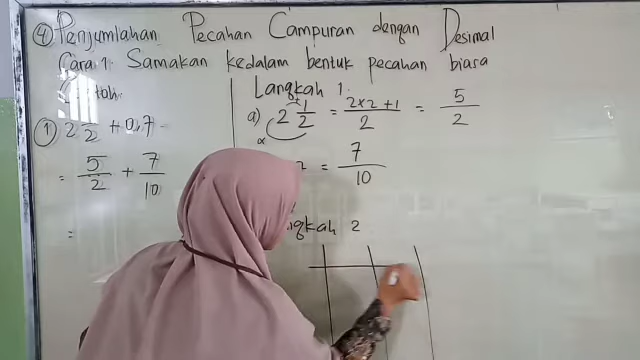 ④ Penjumlahan Pecahan Campuran dengan Desimal
Cara 1. Samakan kedalam bentuk pecahan biasa
① 2 1/2 + 0,7
= 5/2 + 7/10
=
Langkah 1.
a) 2 1/2 = 2×2+1/2 = 5/2
= 7/10
2